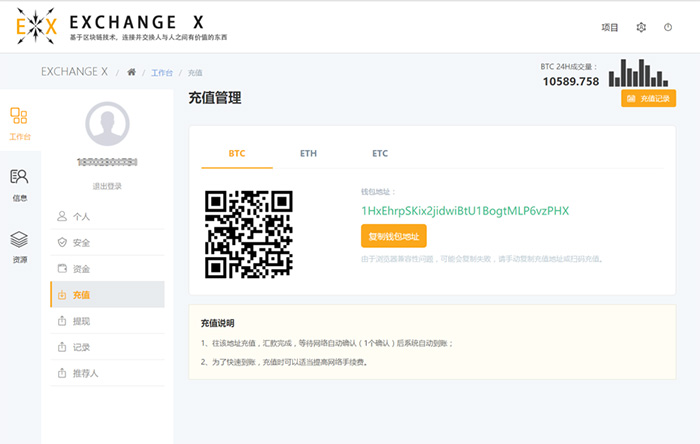 EXCHANGE X
基于区块链技术，连接并交换人与人之间有价值的东西
项目
EXCHANGE X / / 工作台 / 充值
BTC 24H成交量：
10589.758
充值管理
充值记录
工作台
信息
资源
退出登录
个人
安全
资金
充值
提现
记录
推荐人
BTC ETH ETC
钱包地址：
1HxEhrpSKix2jidwiBtU1BogtMLP6vzPHX
复制钱包地址
由于浏览器兼容性问题，可能会复制失败，请手动复制充值地址或扫码充值。
充值说明
1、往该地址充值，汇款完成，等待网络自动确认（1个确认）后系统自动到账；
2、为了快速到账，充值时可以适当提高网络手续费。